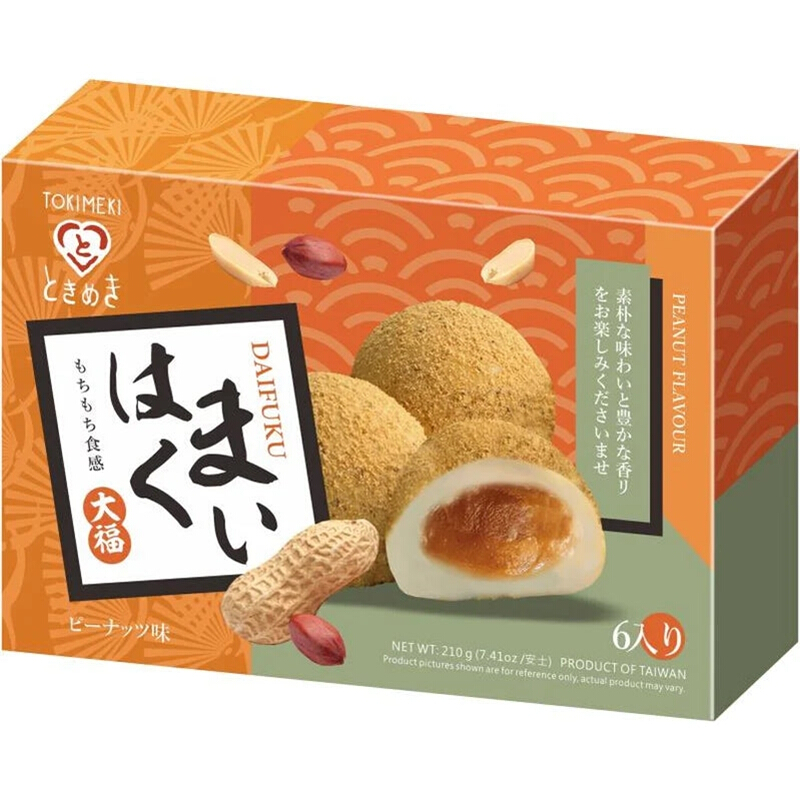 TOKIMEKI
と
ときめき
DAIFUKU
まい
はく
もちもち食感
大福
ピーナッツ味
素朴な味わいと豊かな香り
をお楽しみくださいませ
PEANUT FLAVOUR
6入り
NET WT: 210 g (7.41oz /安士) PRODUCT OF TAIWAN
Product pictures shown are for reference only, actual product may vary.